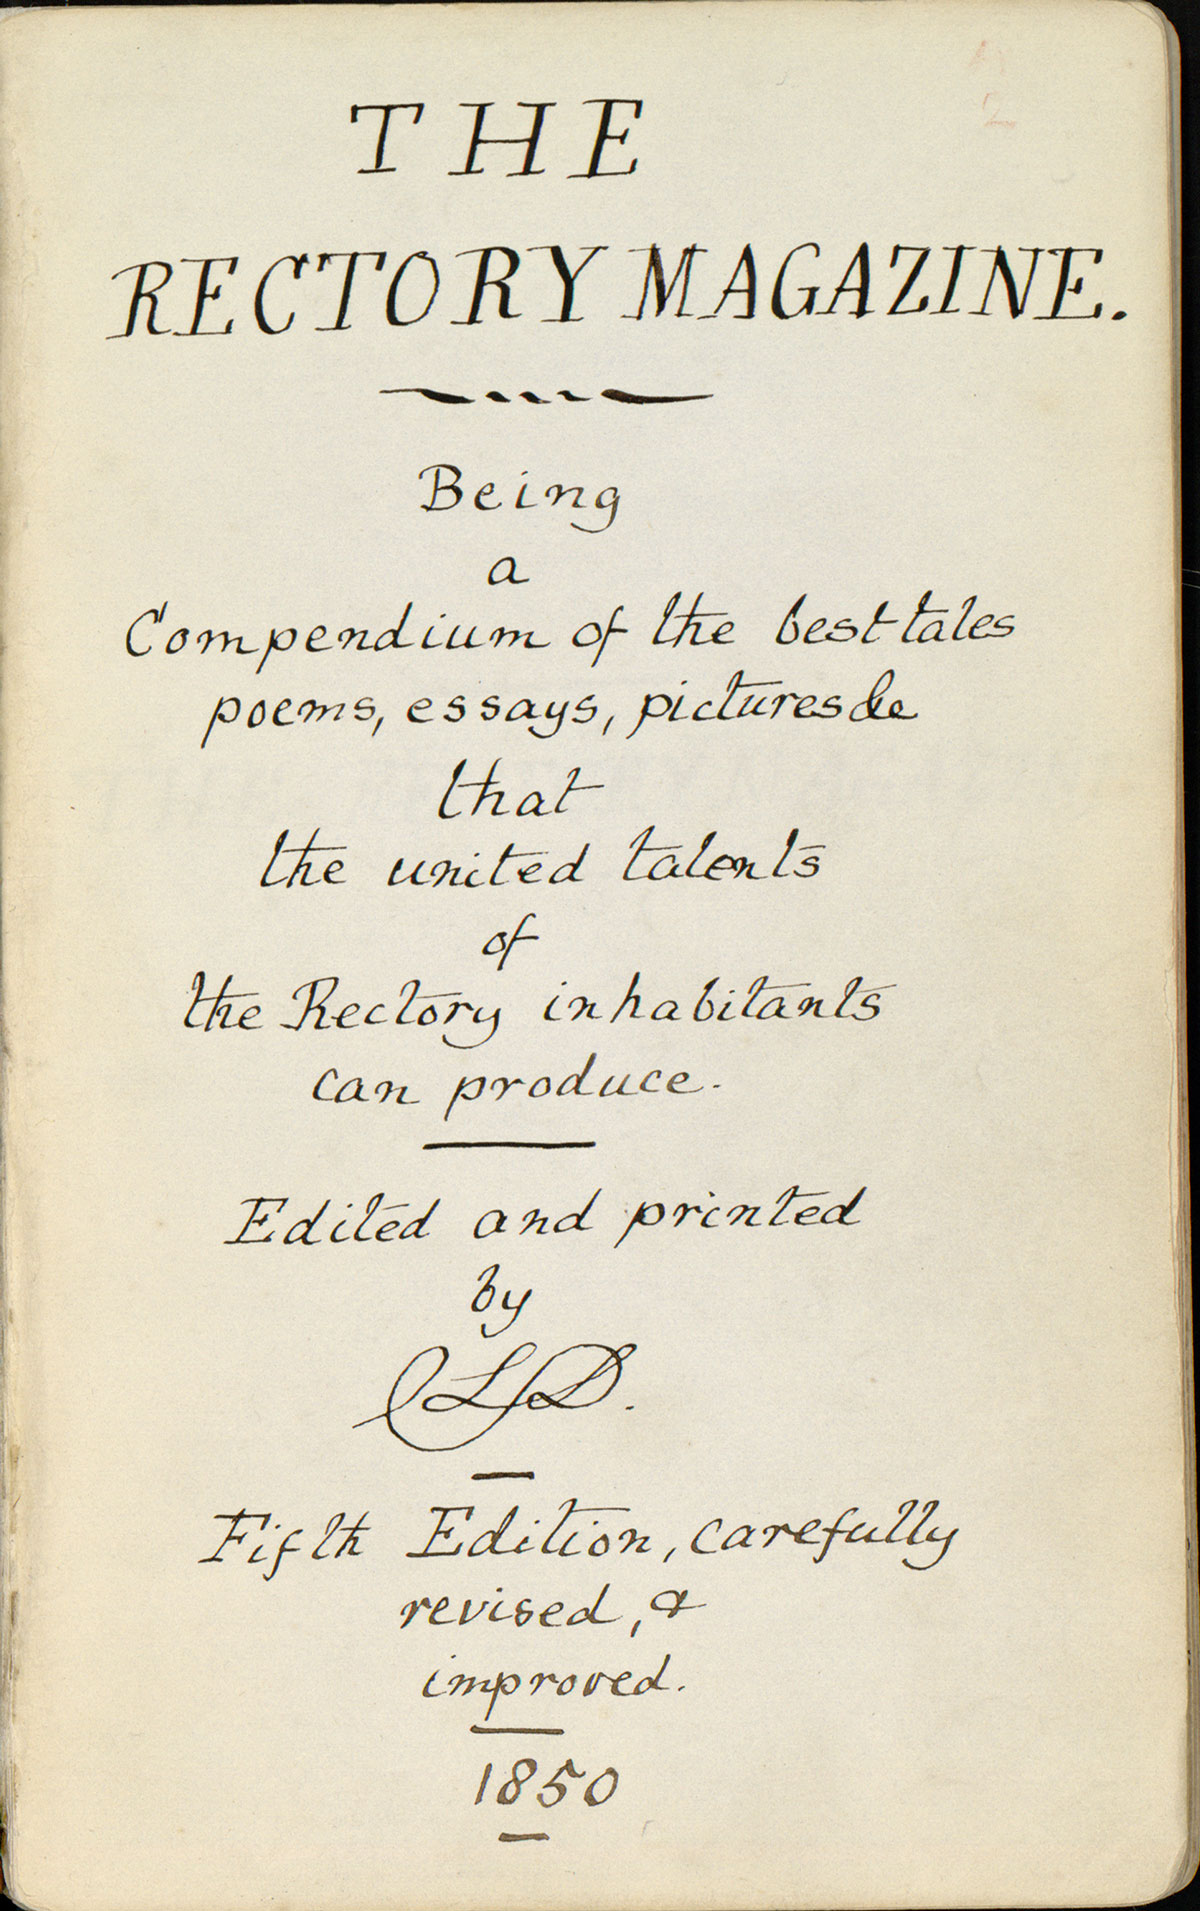 THE
RECTORY MAGAZINE.
Being
a
Compendium of the best tales
poems, essays, pictures &c
that
the united talents
of
the Rectory inhabitants
can produce.
Edited and printed
by
CLD.
Fifth Edition, carefully
revised, &
improved.
1850